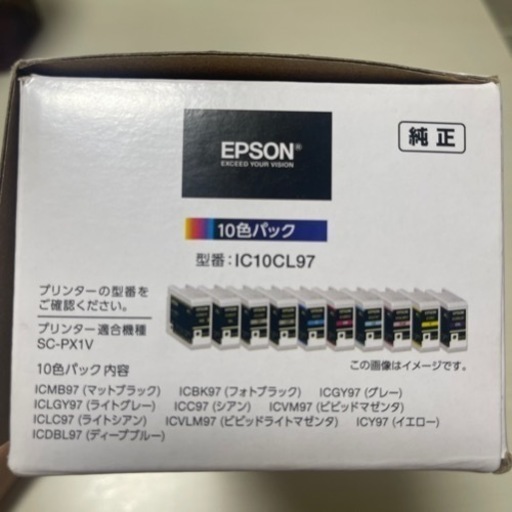 EPSON®
EXCEED YOUR VISION
純正
10色パック
型番：IC10CL97
プリンターの型番を
ご確認ください。
プリンター適合機種
SC-PX1V
この画像はイメージです。
10色パック内容
ICMB97 (マットブラック) ICBK97 (フォトブラック) ICGY97 (グレー)
ICLGY97 (ライトグレー) ICC97 (シアン) ICVM97 (ビビッドマゼンタ)
ICLC97 (ライトシアン) ICVLM97 (ビビッドライトマゼンタ) ICY97 (イエロー)
ICDBL97 (ディープブルー)